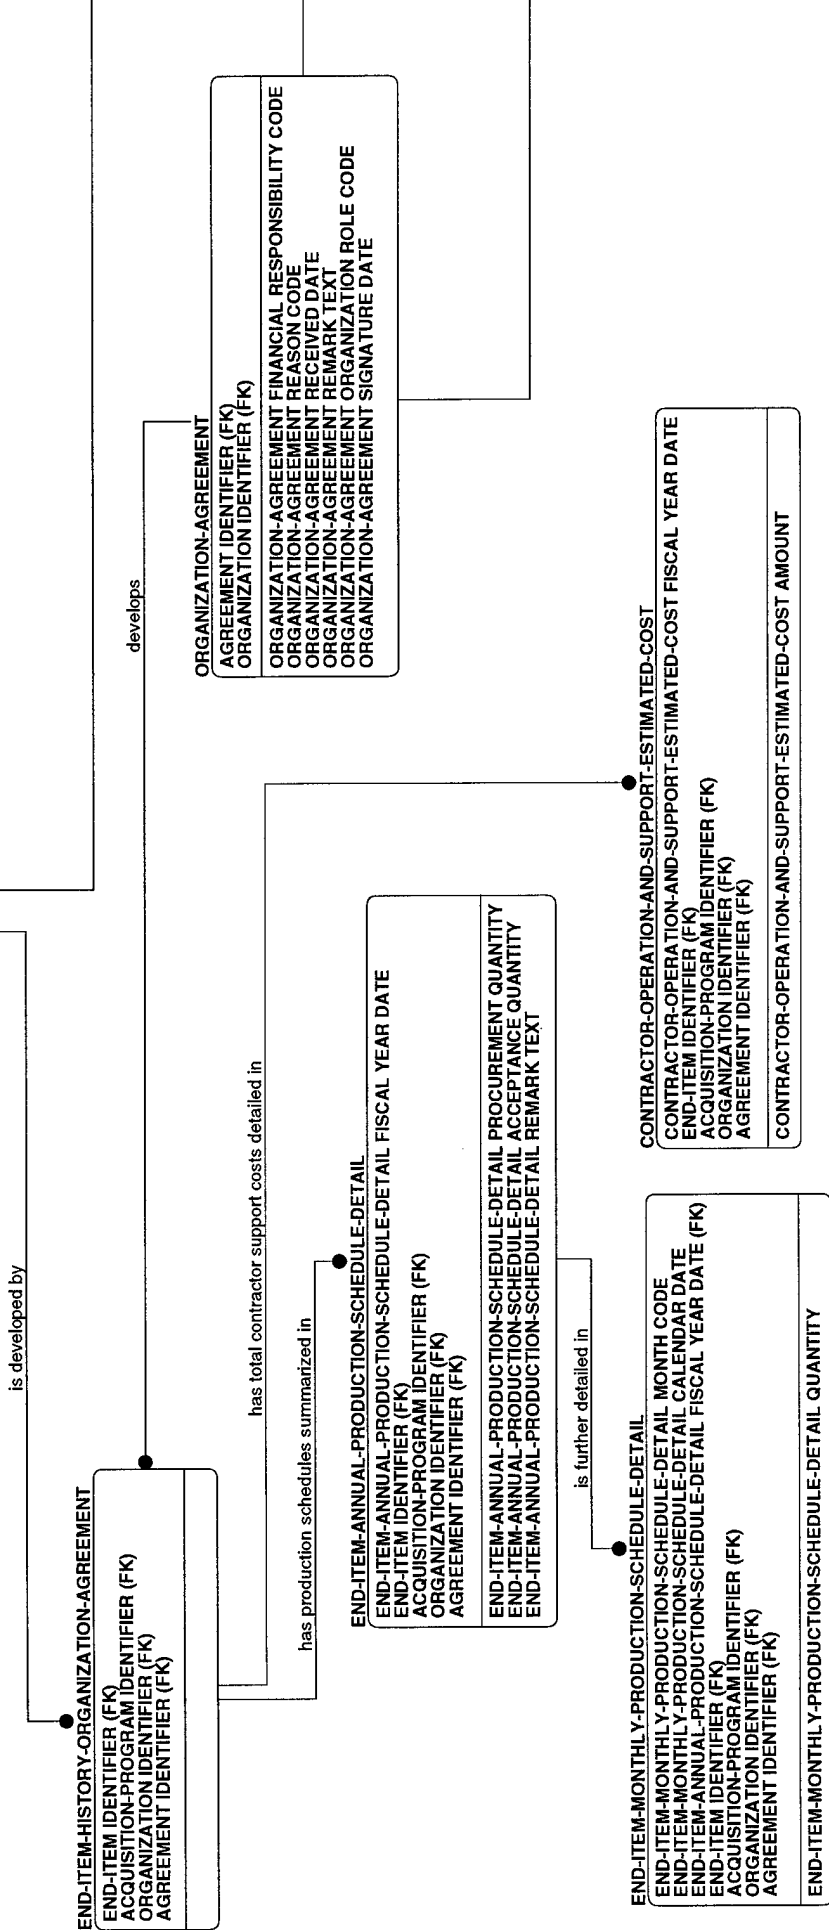 is developed by
END-ITEM-HISTORY-ORGANIZATION-AGREEMENT
END-ITEM IDENTIFIER (FK)
ACQUISITION-PROGRAM IDENTIFIER (FK)
ORGANIZATION IDENTIFIER (FK)
AGREEMENT IDENTIFIER (FK)
develops
ORGANIZATION-AGREEMENT
AGREEMENT IDENTIFIER (FK)
ORGANIZATION IDENTIFIER (FK)
ORGANIZATION-AGREEMENT FINANCIAL RESPONSIBILITY CODE
ORGANIZATION-AGREEMENT REASON CODE
ORGANIZATION-AGREEMENT RECEIVED DATE
ORGANIZATION-AGREEMENT REMARK TEXT
ORGANIZATION-AGREEMENT ORGANIZATION ROLE CODE
ORGANIZATION-AGREEMENT SIGNATURE DATE
has total contractor support costs detailed in
has production schedules summarized in
END-ITEM-ANNUAL-PRODUCTION-SCHEDULE-DETAIL
END-ITEM-ANNUAL-PRODUCTION-SCHEDULE-DETAIL FISCAL YEAR DATE
END-ITEM IDENTIFIER (FK)
ACQUISITION-PROGRAM IDENTIFIER (FK)
ORGANIZATION IDENTIFIER (FK)
AGREEMENT IDENTIFIER (FK)
END-ITEM-ANNUAL-PRODUCTION-SCHEDULE-DETAIL PROCUREMENT QUANTITY
END-ITEM-ANNUAL-PRODUCTION-SCHEDULE-DETAIL ACCEPTANCE QUANTITY
END-ITEM-ANNUAL-PRODUCTION-SCHEDULE-DETAIL REMARK TEXT
is further detailed in
END-ITEM-MONTHLY-PRODUCTION-SCHEDULE-DETAIL
END-ITEM-MONTHLY-PRODUCTION-SCHEDULE-DETAIL MONTH CODE
END-ITEM-MONTHLY-PRODUCTION-SCHEDULE-DETAIL CALENDAR DATE
END-ITEM-ANNUAL-PRODUCTION-SCHEDULE-DETAIL FISCAL YEAR DATE (FK)
END-ITEM IDENTIFIER (FK)
ACQUISITION-PROGRAM IDENTIFIER (FK)
ORGANIZATION IDENTIFIER (FK)
AGREEMENT IDENTIFIER (FK)
END-ITEM-MONTHLY-PRODUCTION-SCHEDULE-DETAIL QUANTITY
CONTRACTOR-OPERATION-AND-SUPPORT-ESTIMATED-COST
CONTRACTOR-OPERATION-AND-SUPPORT-ESTIMATED-COST FISCAL YEAR DATE
END-ITEM IDENTIFIER (FK)
ACQUISITION-PROGRAM IDENTIFIER (FK)
ORGANIZATION IDENTIFIER (FK)
AGREEMENT IDENTIFIER (FK)
CONTRACTOR-OPERATION-AND-SUPPORT-ESTIMATED-COST AMOUNT